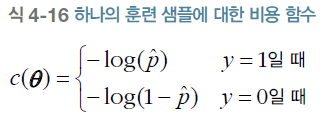 식 4-16 하나의 훈련 샘플에 대한 비용 함수
c(θ) = { −log(p̂) y = 1일 때
−log(1 − p̂) y = 0일 때